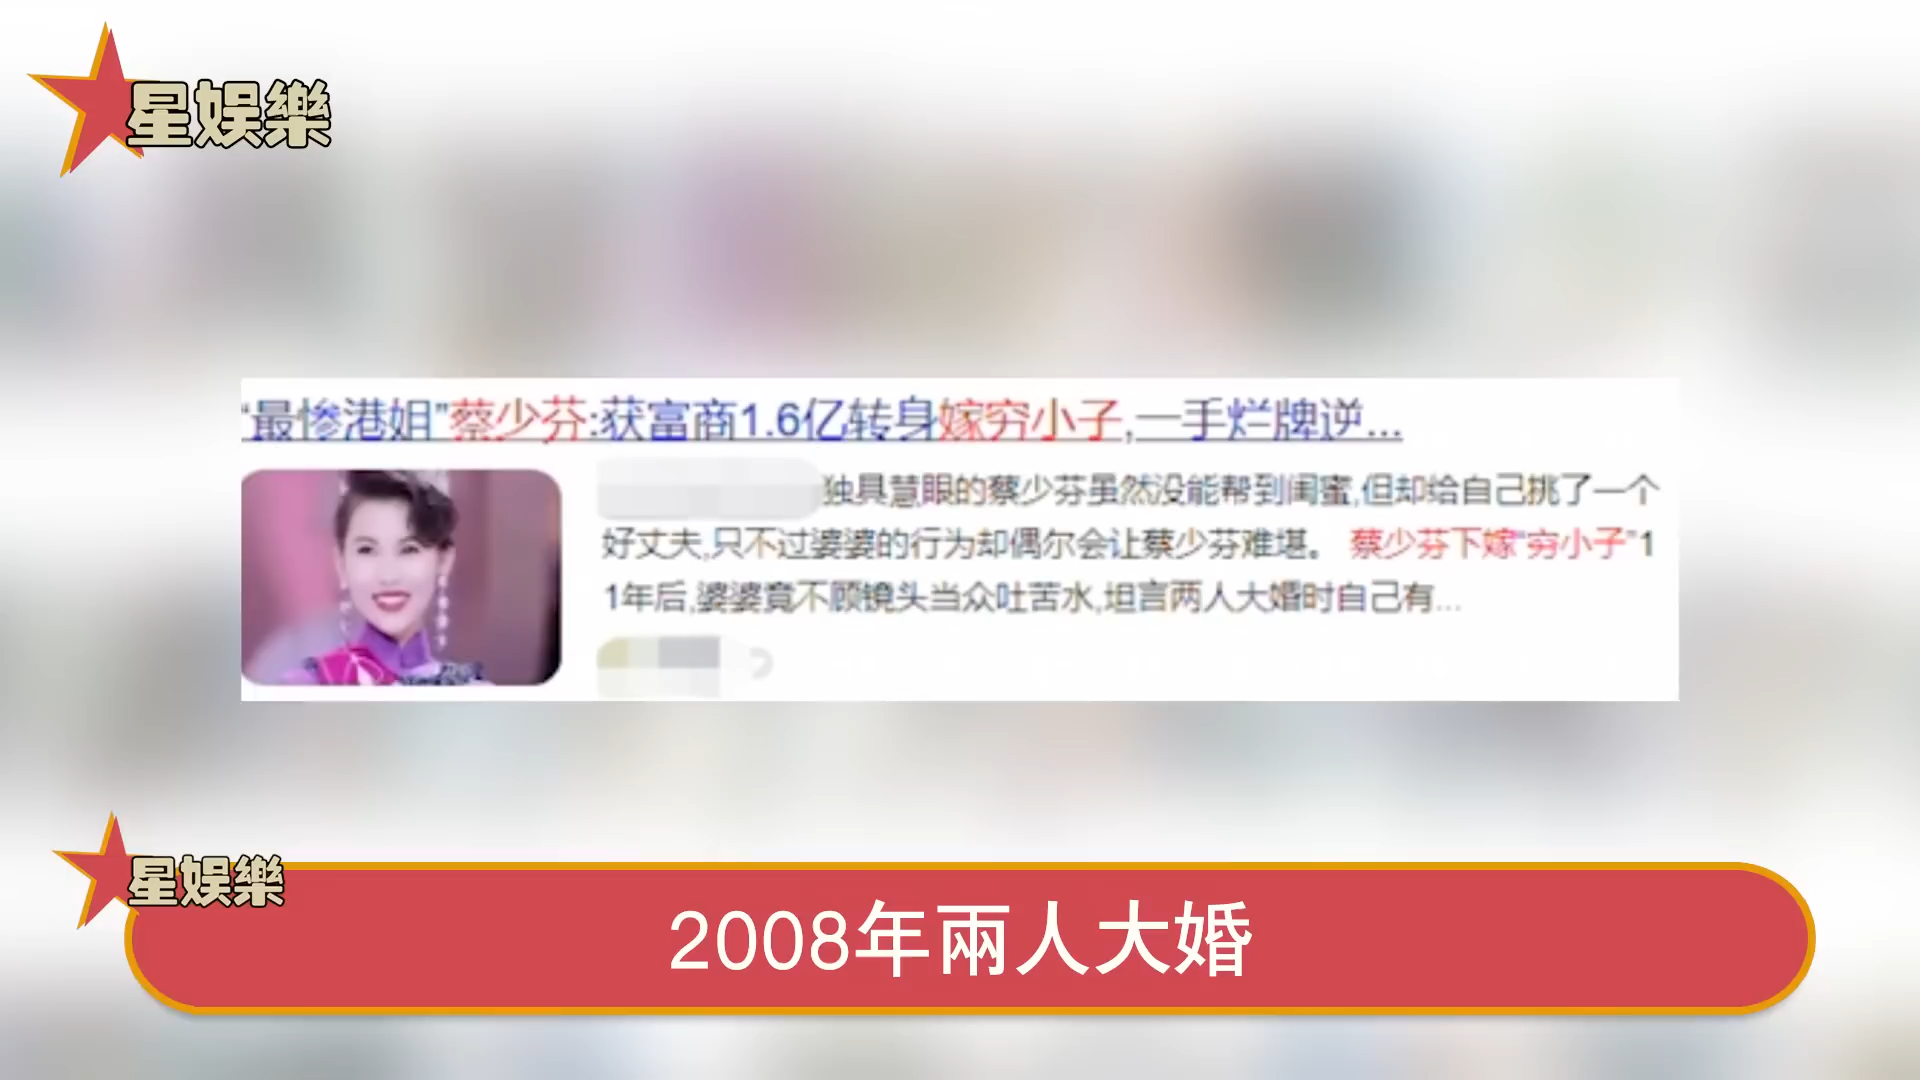 星娱樂
“最惨港姐”蔡少芬:获富商1.6亿转身嫁穷小子,一手烂牌逆...
独具慧眼的蔡少芬虽然没能帮到闺蜜,但却给自己挑了一个
好丈夫,只不过婆婆的行为却偶尔会让蔡少芬难堪。 蔡少芬下嫁“穷小子”1
1年后,婆婆竟不顾镜头当众吐苦水,坦言两人大婚时自己有...
星娱樂
2008年兩人大婚